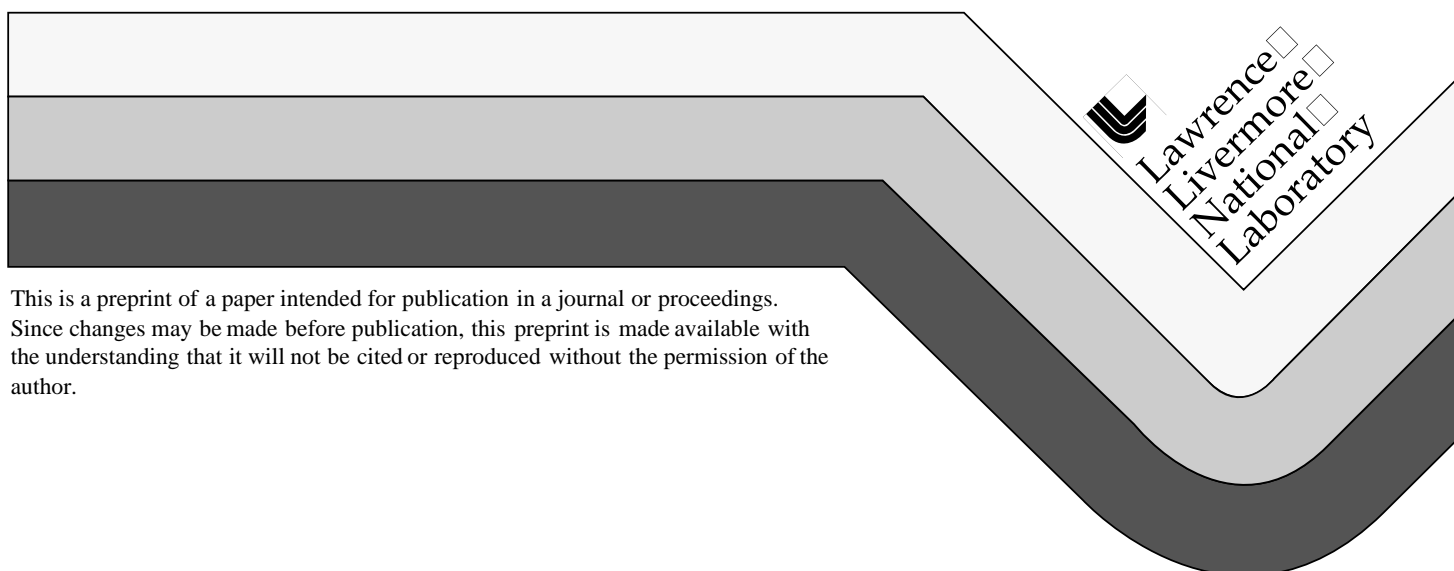 Lawrence
Livermore
National
Laboratory
This is a preprint of a paper intended for publication in a journal or proceedings.
Since changes may be made before publication, this preprint is made available with
the understanding that it will not be cited or reproduced without the permission of the
author.